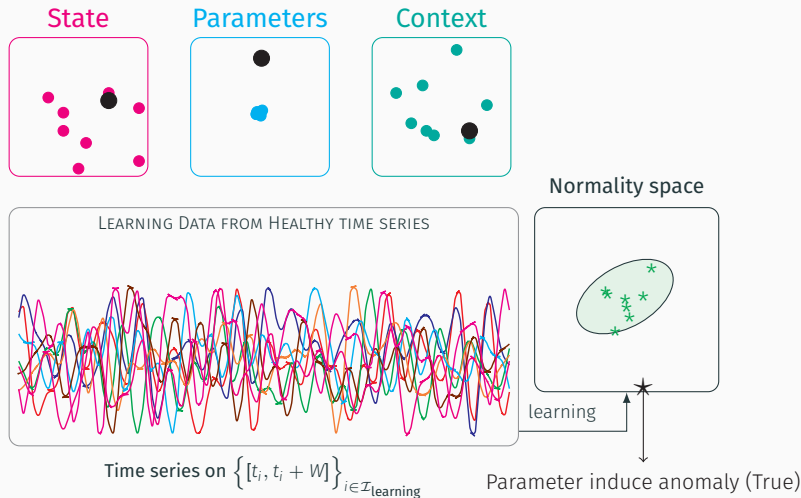 State
Parameters
Context
Normality space
LEARNING DATA FROM HEALTHY TIME SERIES
learning
Time series on {[tᵢ, tᵢ + W]}ᵢ∈𝓘learning
Parameter induce anomaly (True)